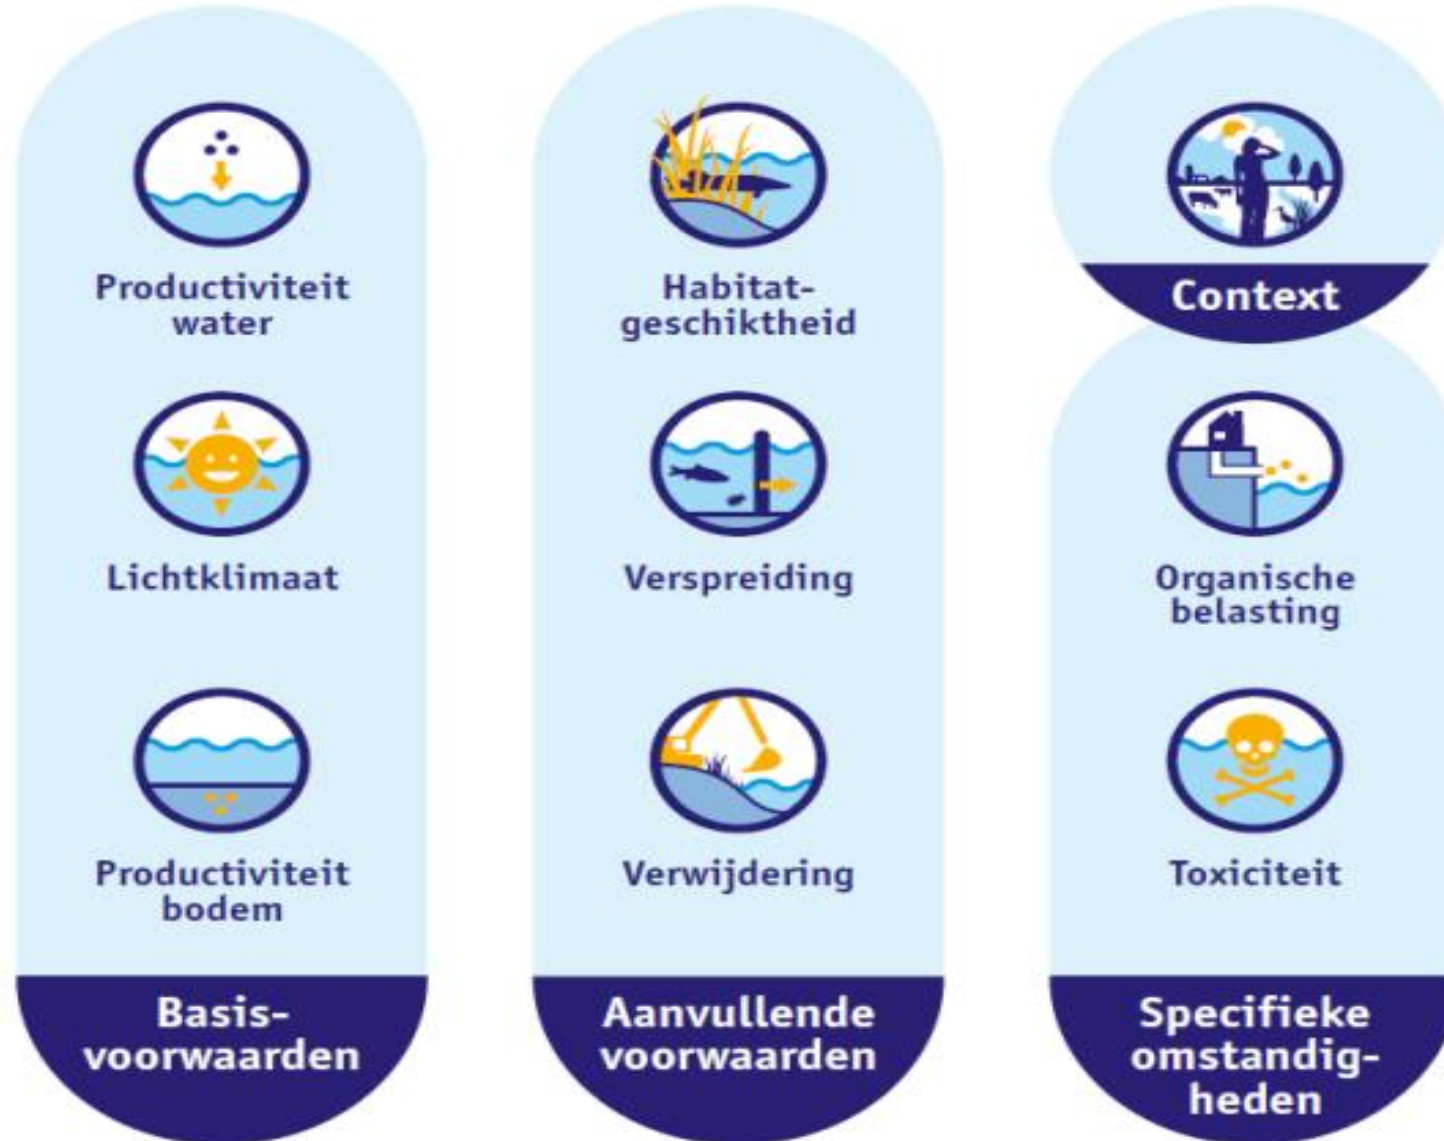 Productiviteit
water
Lichtklimaat
Productiviteit
bodem
Basis-
voorwaarden
Habitat-
geschiktheid
Verspreiding
Verwijdering
Aanvullende
voorwaarden
Context
Organische
belasting
Toxiciteit
Specifieke
omstandig-
heden